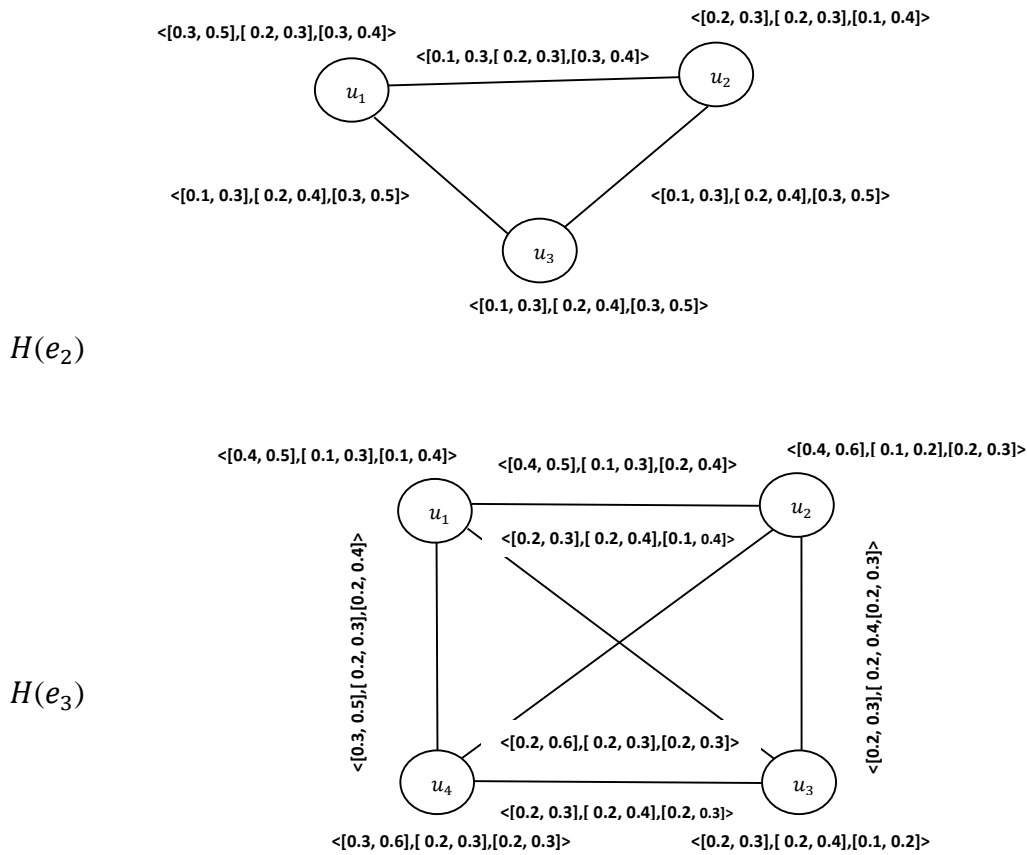 <[0.3, 0.5],[ 0.2, 0.3],[0.3, 0.4]>
<[0.2, 0.3],[ 0.2, 0.3],[0.1, 0.4]>
<[0.1, 0.3,[ 0.2, 0.3],[0.3, 0.4]>
u₁
u₂
<[0.1, 0.3],[ 0.2, 0.4],[0.3, 0.5]>
<[0.1, 0.3],[ 0.2, 0.4],[0.3, 0.5]>
u₃
<[0.1, 0.3],[ 0.2, 0.4],[0.3, 0.5]>
H(e₂)
<[0.4, 0.5],[ 0.1, 0.3],[0.1, 0.4]>
<[0.4, 0.5],[ 0.1, 0.3],[0.2, 0.4]>
<[0.4, 0.6],[ 0.1, 0.2],[0.2, 0.3]>
u₁
u₂
<[0.2, 0.3],[ 0.2, 0.4],[0.1, 0.4]>
<[0.3, 0.5],[ 0.2, 0.3],[0.2, 0.4]>
<[0.2, 0.3],[ 0.2, 0.4,[0.2, 0.3]>
H(e₃)
<[0.2, 0.6],[ 0.2, 0.3],[0.2, 0.3]>
u₄
u₃
<[0.2, 0.3],[ 0.2, 0.4],[0.2, 0.3]>
<[0.3, 0.6],[ 0.2, 0.3],[0.2, 0.3]>
<[0.2, 0.3],[ 0.2, 0.4],[0.1, 0.2]>